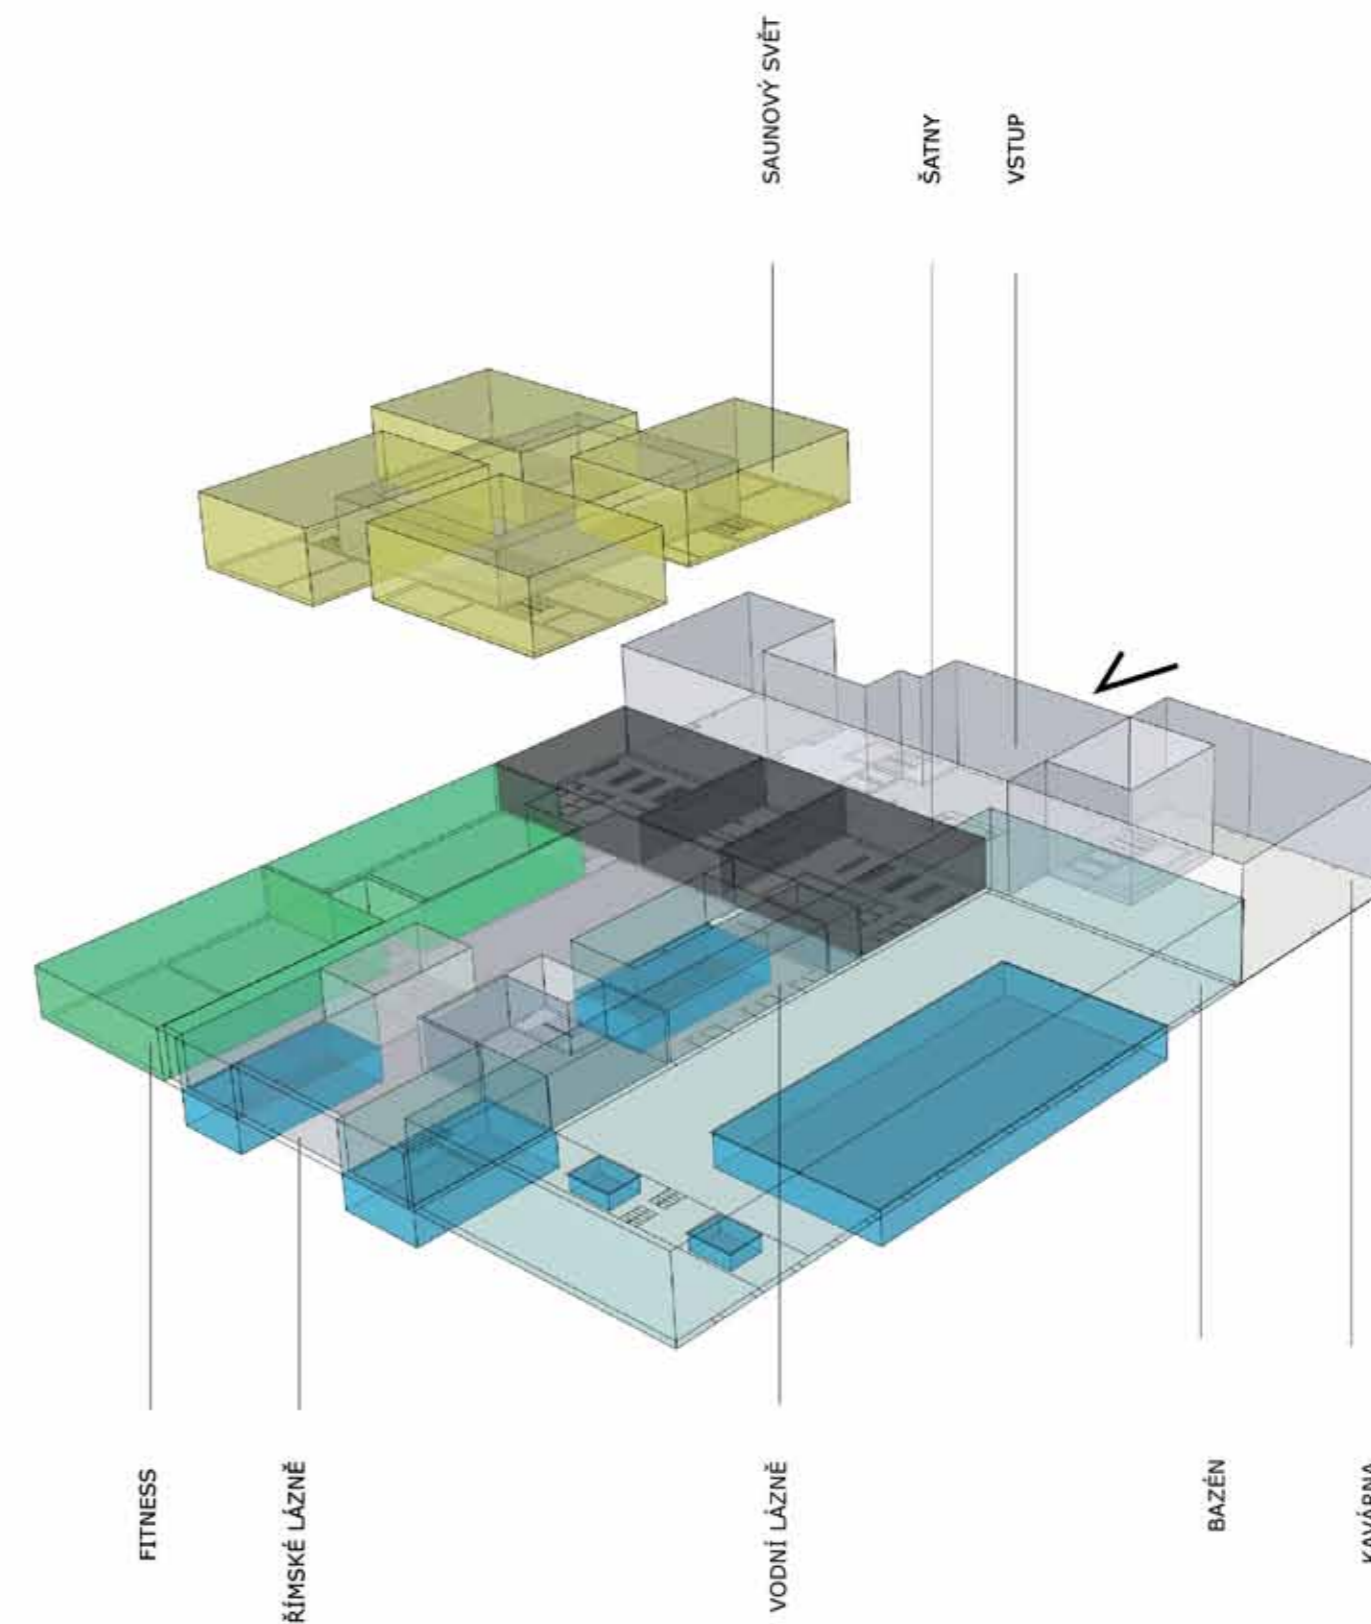 SAUNOVÝ SVĚT
ŠATNY
VSTUP
FITNESS
ŘÍMSKÉ LÁZNĚ
VODNÍ LÁZNĚ
BAZÉN
KAVÁRNA